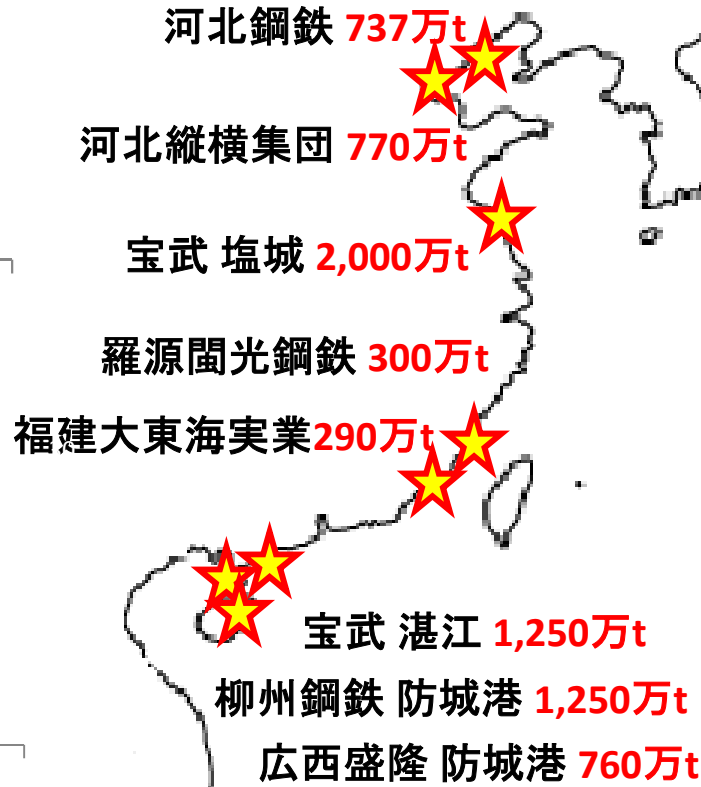 河北鋼鉄 737万t
河北縦横集団 770万t
宝武 塩城 2,000万t
羅源閩光鋼鉄 300万t
福建大東海実業290万t
宝武 湛江 1,250万t
柳州鋼鉄 防城港 1,250万t
広西盛隆 防城港 760万t